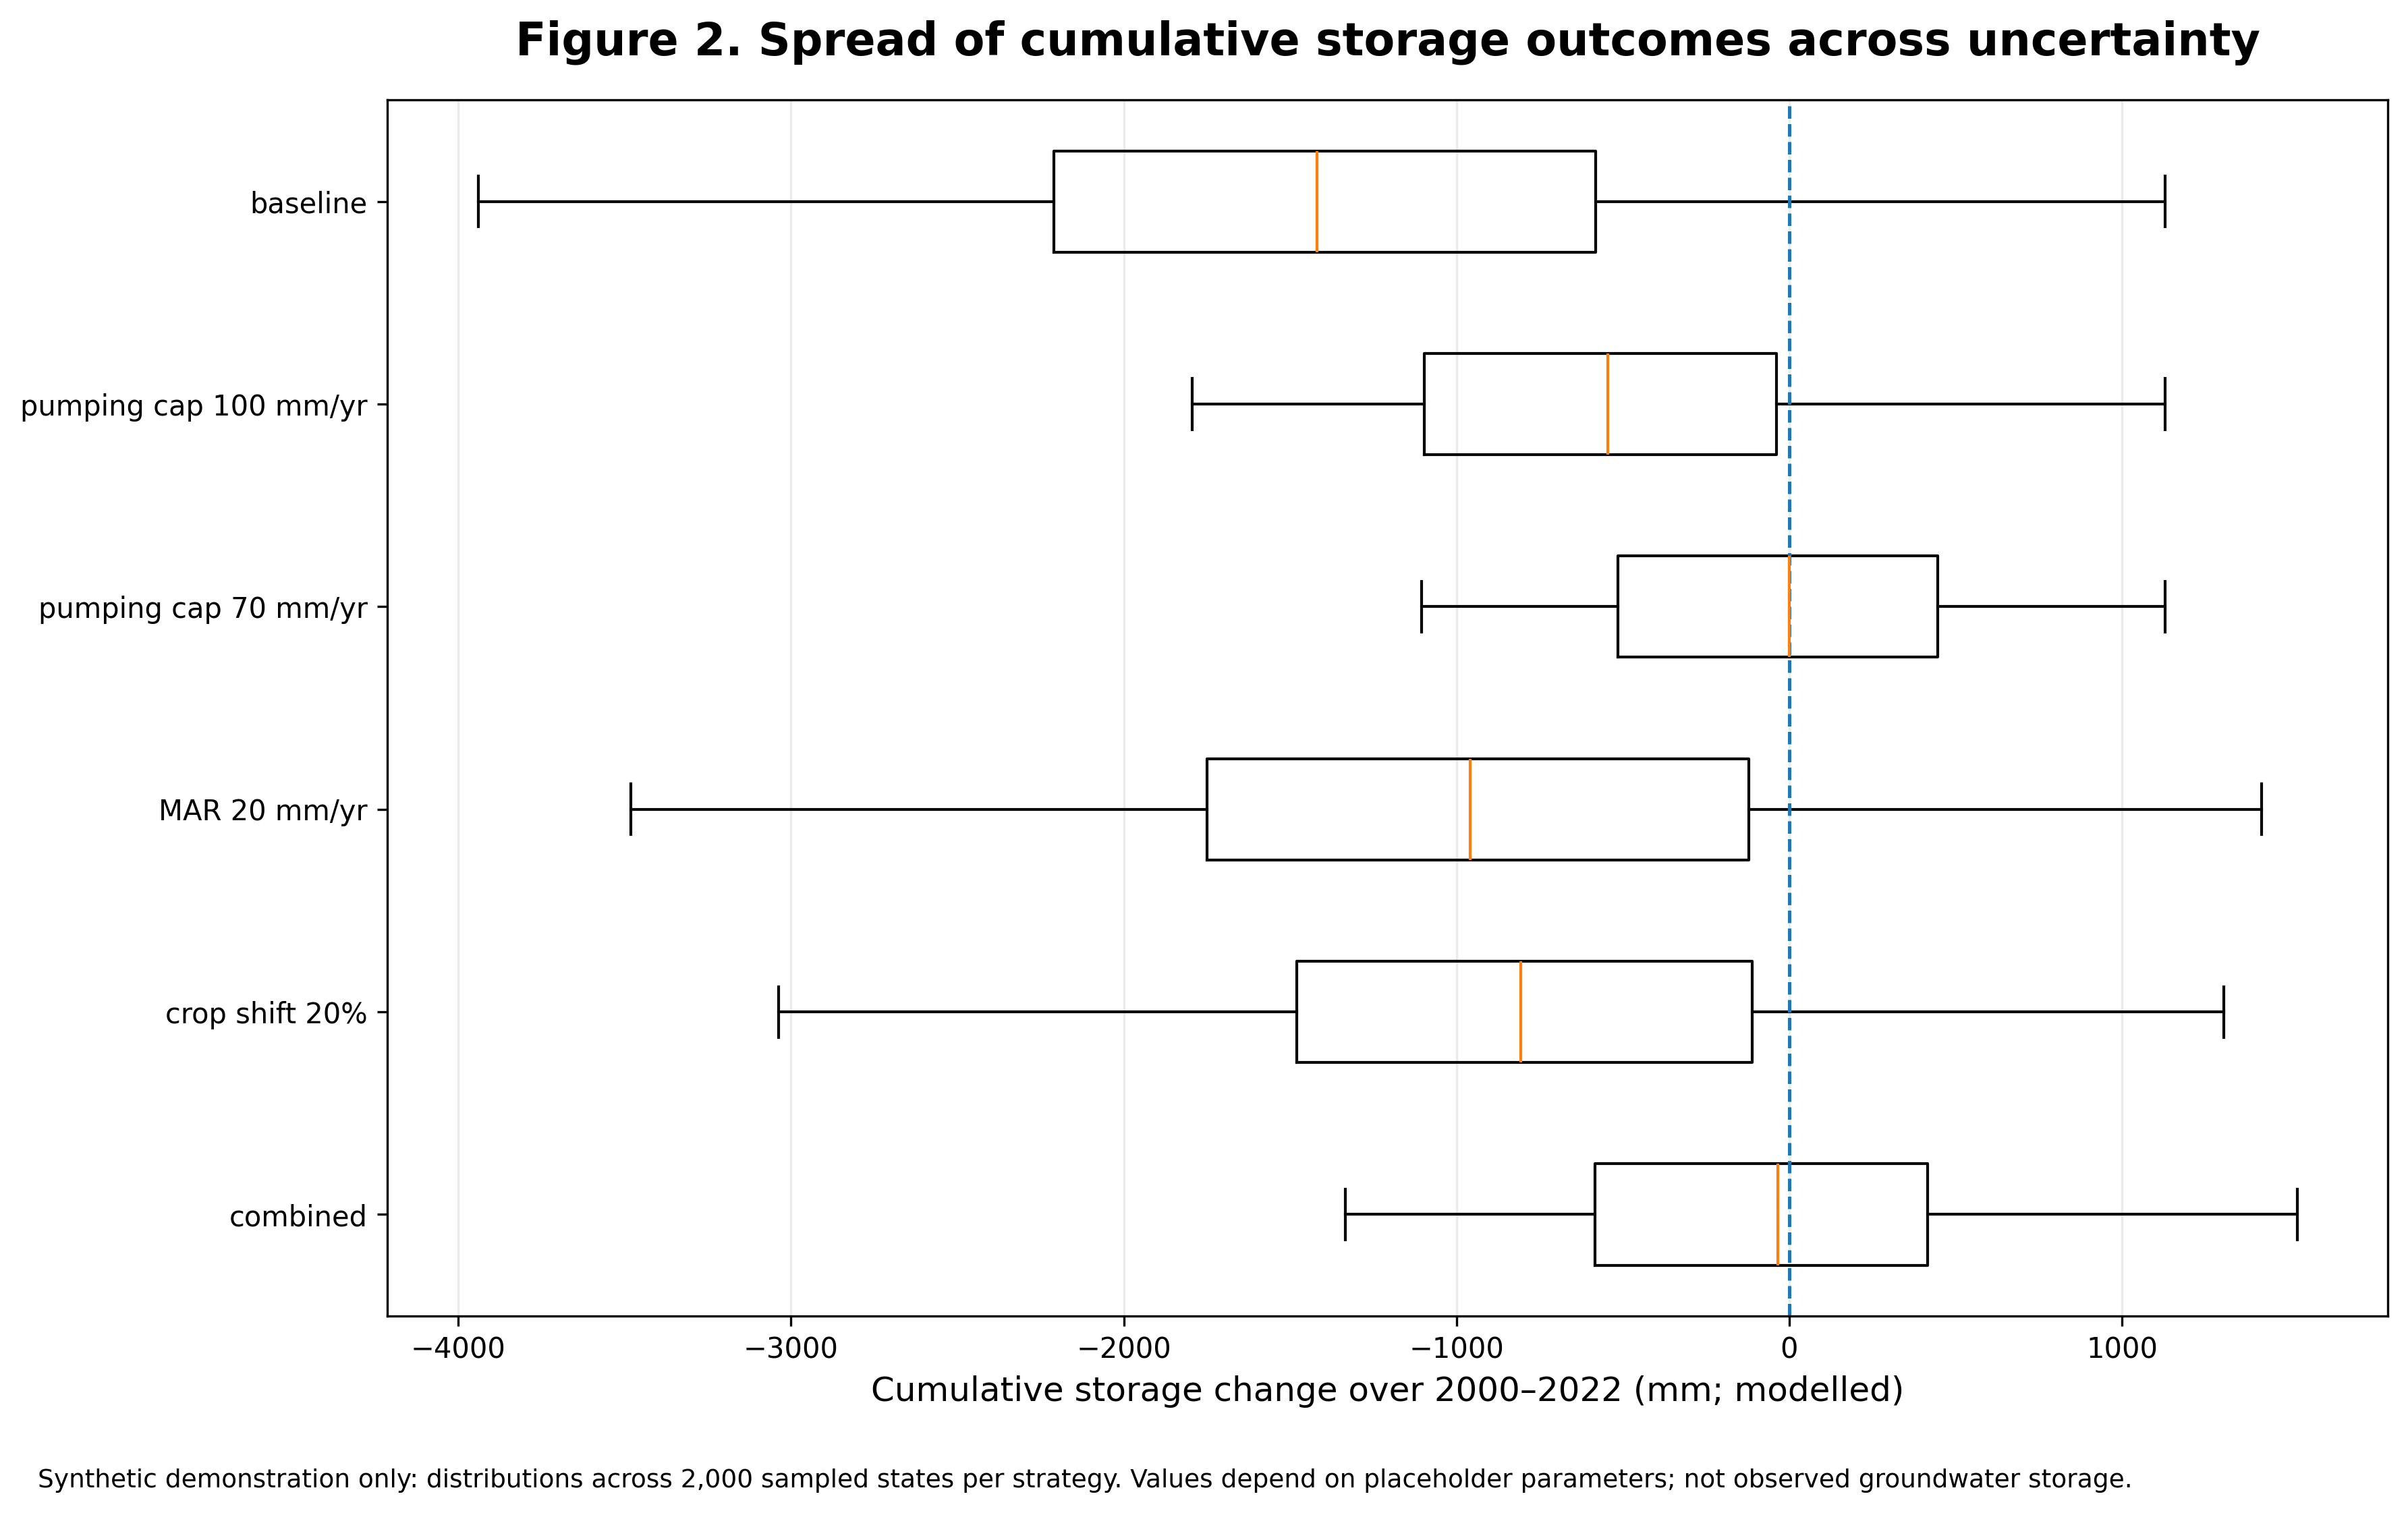 Figure 2. Spread of cumulative storage outcomes across uncertainty
baseline
pumping cap 100 mm/yr
pumping cap 70 mm/yr
MAR 20 mm/yr
crop shift 20%
combined
−4000 −3000 −2000 −1000 0 1000
Cumulative storage change over 2000–2022 (mm; modelled)
Synthetic demonstration only: distributions across 2,000 sampled states per strategy. Values depend on placeholder parameters; not observed groundwater storage.